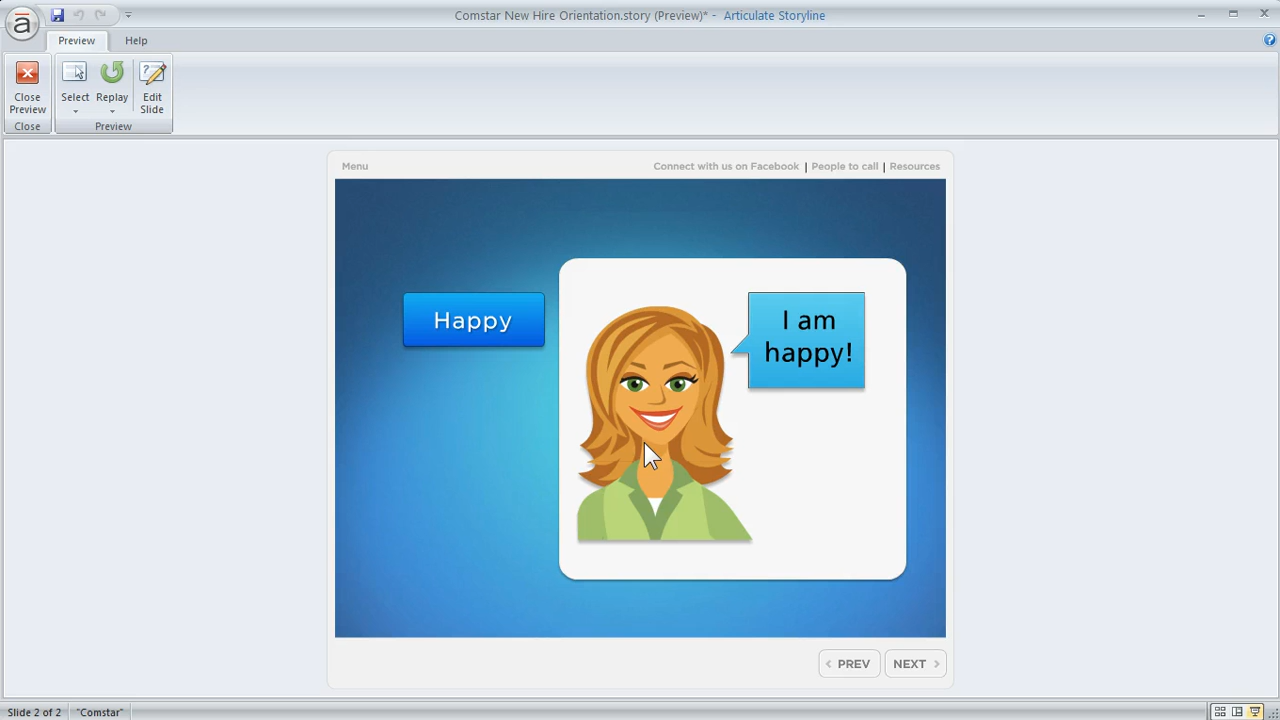 Comstar New Hire Orientation.story (Preview)* - Articulate Storyline
Preview Help
Close Preview
Select
Replay
Edit Slide
Close
Preview
Menu
Connect with us on Facebook | People to call | Resources
Happy
I am
happy!
PREV
NEXT
Slide 2 of 2
"Comstar"